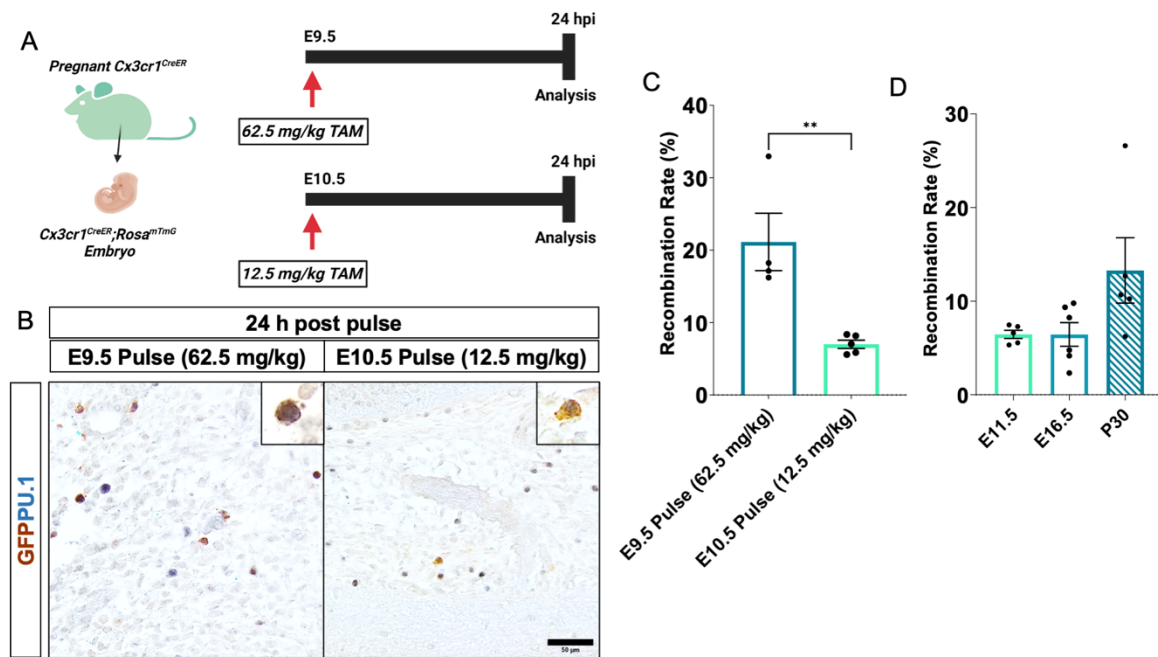 A
Pregnant Cx3cr1CreER
Cx3cr1CreER;RosamTmG
Embryo
E9.5
24 hpi
Analysis
62.5 mg/kg TAM
E10.5
24 hpi
Analysis
12.5 mg/kg TAM
B
24 h post pulse
E9.5 Pulse (62.5 mg/kg)
E10.5 Pulse (12.5 mg/kg)
GFPPU.1
50 µm
C
Recombination Rate (%)
40
30
20
10
0
**
E9.5 Pulse (62.5 mg/kg)
E10.5 Pulse (12.5 mg/kg)
D
Recombination Rate (%)
30
20
10
0
E11.5
E16.5
P30